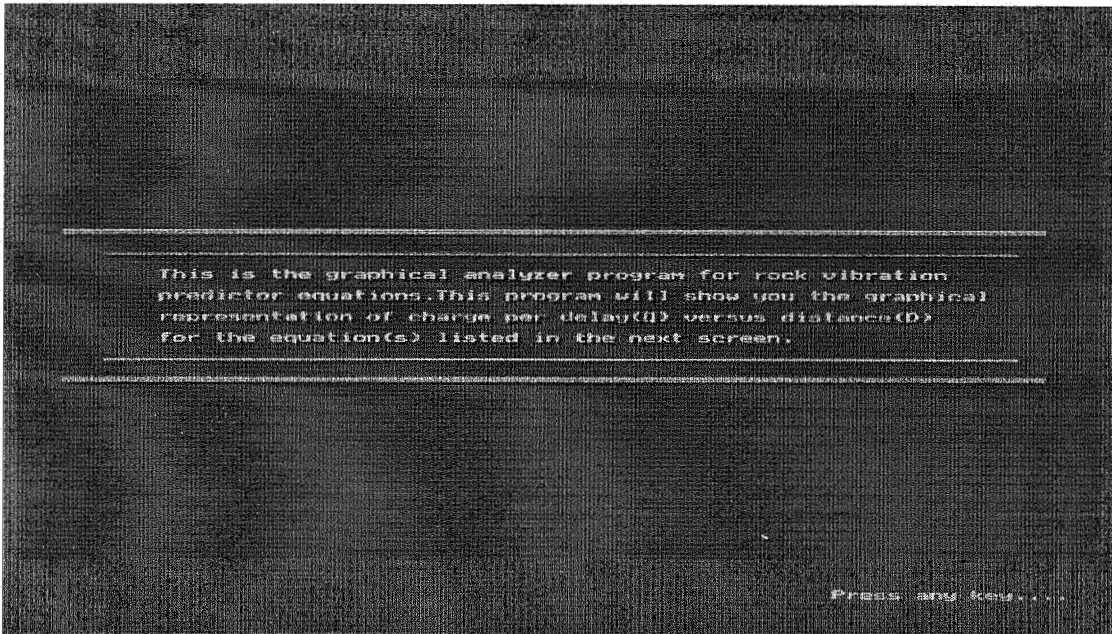 This is the graphical analyzer program for rock vibration
predictor equations.This program will show you the graphical
representation of charge per delay(Q) versus distance(D)
for the equation(s) listed in the next screen.
Press any key....